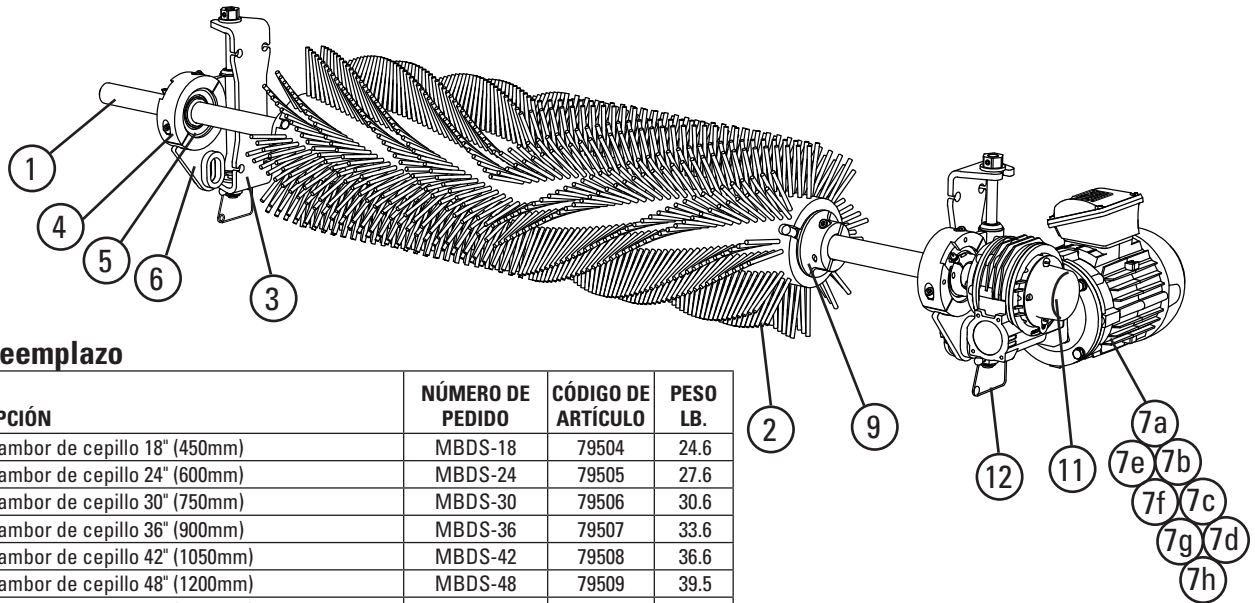 1
4
5
6
3
2
9
12
11
7a
7e 7b
7f 7c
7g 7d
7h
eemplazo
PCIÓN NÚMERO DE PEDIDO CÓDIGO DE ARTÍCULO PESO LB.
ambor de cepillo 18" (450mm) MBDS-18 79504 24.6
ambor de cepillo 24" (600mm) MBDS-24 79505 27.6
ambor de cepillo 30" (750mm) MBDS-30 79506 30.6
ambor de cepillo 36" (900mm) MBDS-36 79507 33.6
ambor de cepillo 42" (1050mm) MBDS-42 79508 36.6
ambor de cepillo 48" (1200mm) MBDS-48 79509 39.5